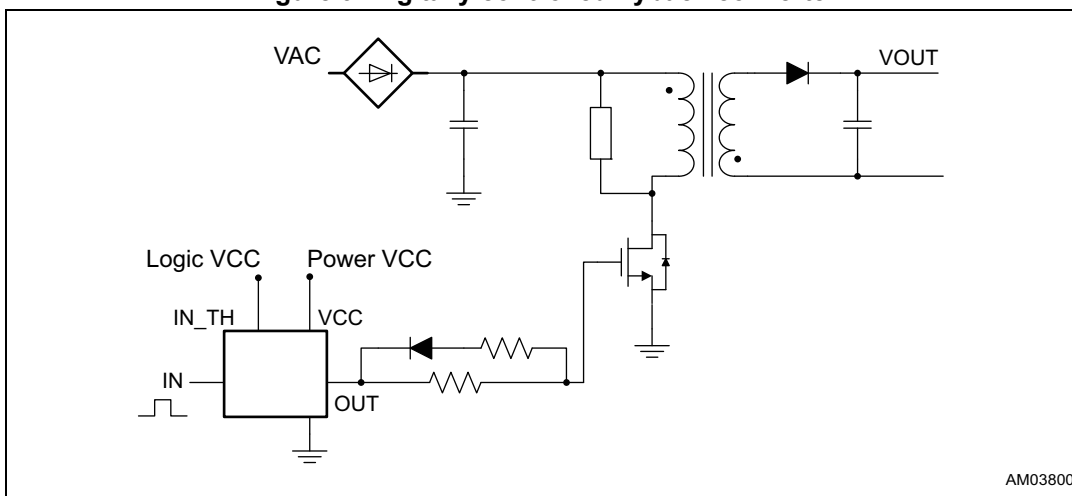 VAC
VOUT
Logic VCC
Power VCC
IN_TH
VCC
IN
OUT
AM03800